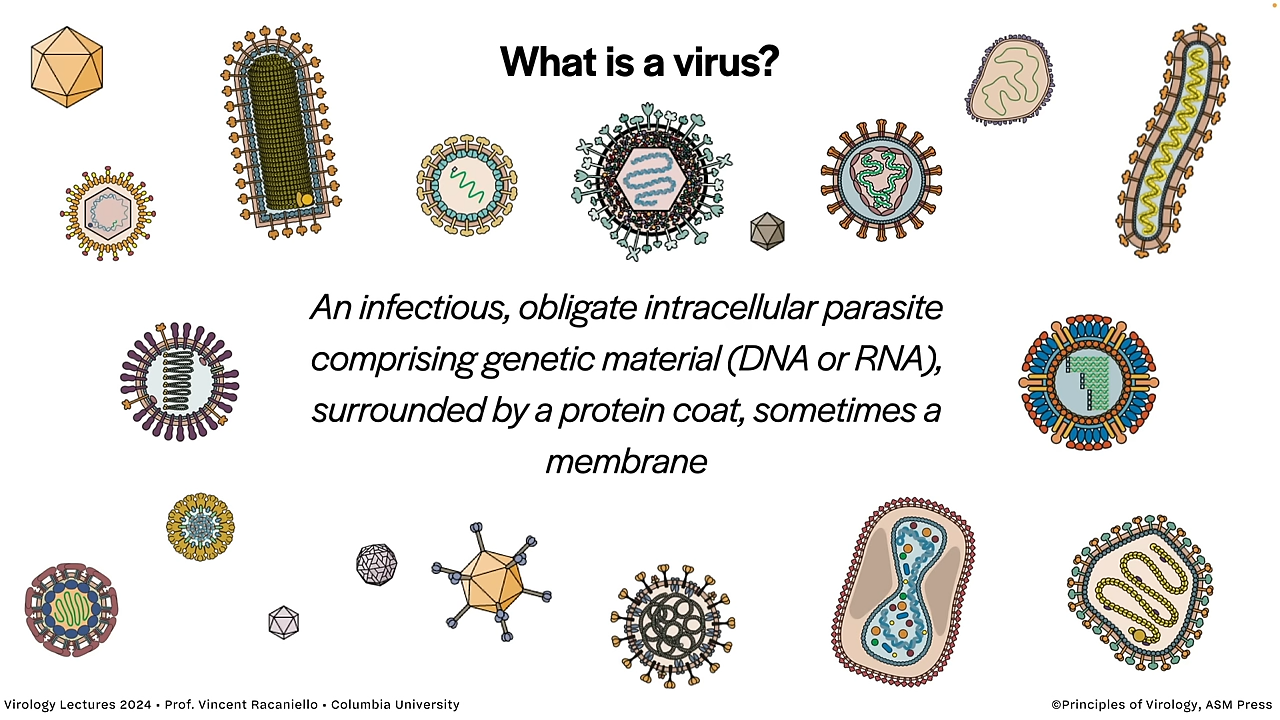 What is a virus?
An infectious, obligate intracellular parasite
comprising genetic material (DNA or RNA),
surrounded by a protein coat, sometimes a
membrane
Virology Lectures 2024 • Prof. Vincent Racaniello • Columbia University
©Principles of Virology, ASM Press